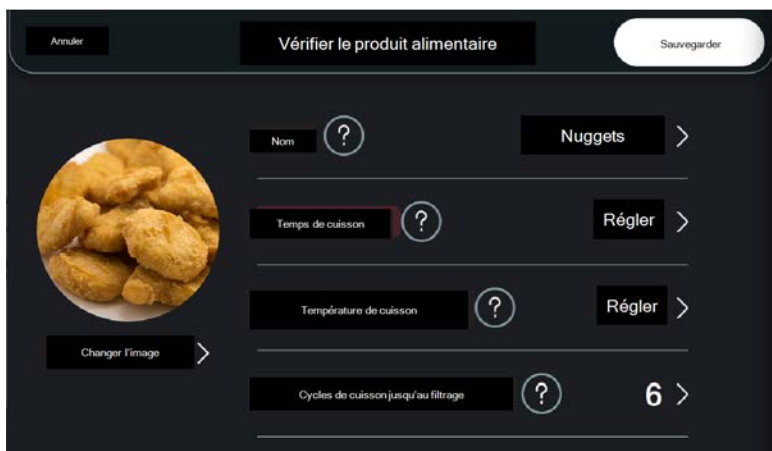 Annuler
Vérifier le produit alimentaire
Sauvegarder
Nom ?
Nuggets
Temps de cuisson ?
Régler
Température de cuisson ?
Régler
Changer l'image
Cycles de cuisson jusqu'au filtrage ?
6